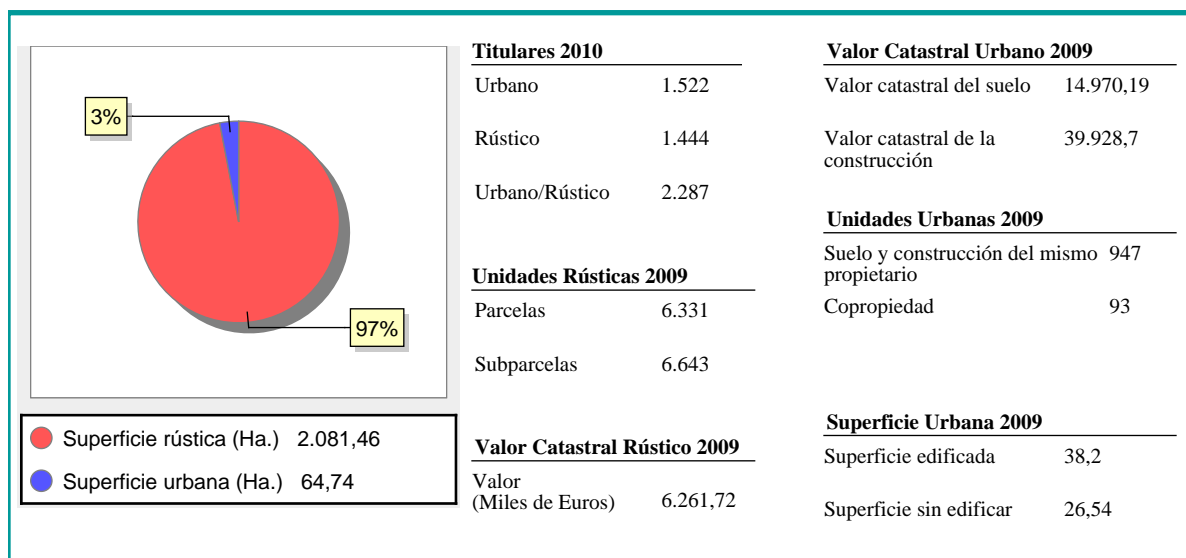 3%
97%
Superficie rústica (Ha.) 2.081,46
Superficie urbana (Ha.) 64,74
Titulares 2010
Urbano 1.522
Rústico 1.444
Urbano/Rústico 2.287
Unidades Rústicas 2009
Parcelas 6.331
Subparcelas 6.643
Valor Catastral Rústico 2009
Valor
(Miles de Euros) 6.261,72
Valor Catastral Urbano 2009
Valor catastral del suelo 14.970,19
Valor catastral de la 39.928,7
construcción
Unidades Urbanas 2009
Suelo y construcción del mismo 947
propietario
Copropiedad 93
Superficie Urbana 2009
Superficie edificada 38,2
Superficie sin edificar 26,54